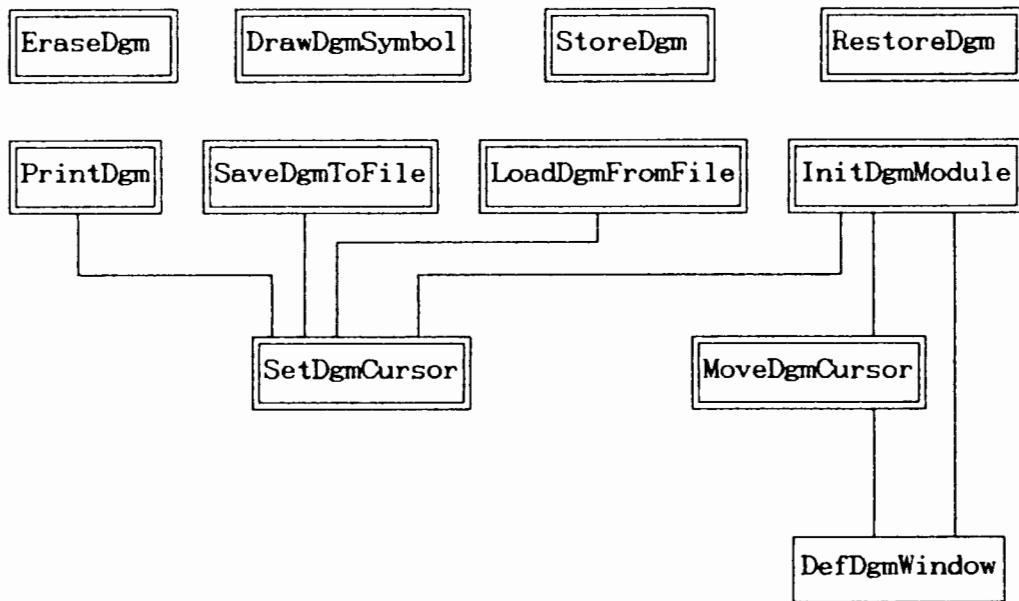 EraseDgm
DrawDgmSymbol
StoreDgm
RestoreDgm
PrintDgm
SaveDgmToFile
LoadDgmFromFile
InitDgmModule
SetDgmCursor
MoveDgmCursor
DefDgmWindow